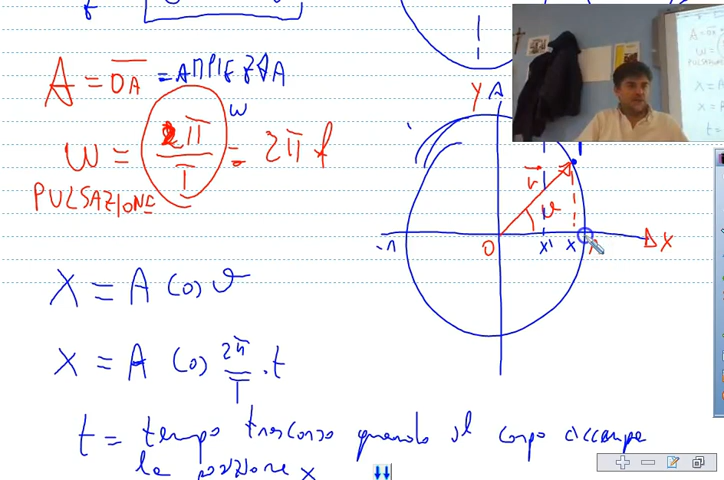 A = OA = AMPIEZZA
ω = 2π/T = 2π f
ω
PULSAZIONE
X = A cos ϑ
X = A cos 2π/T · t
t = tempo trascorso quando il corpo occupa
la posizione x
Y
A
r
ϑ
-A
O
X'
X
A
X